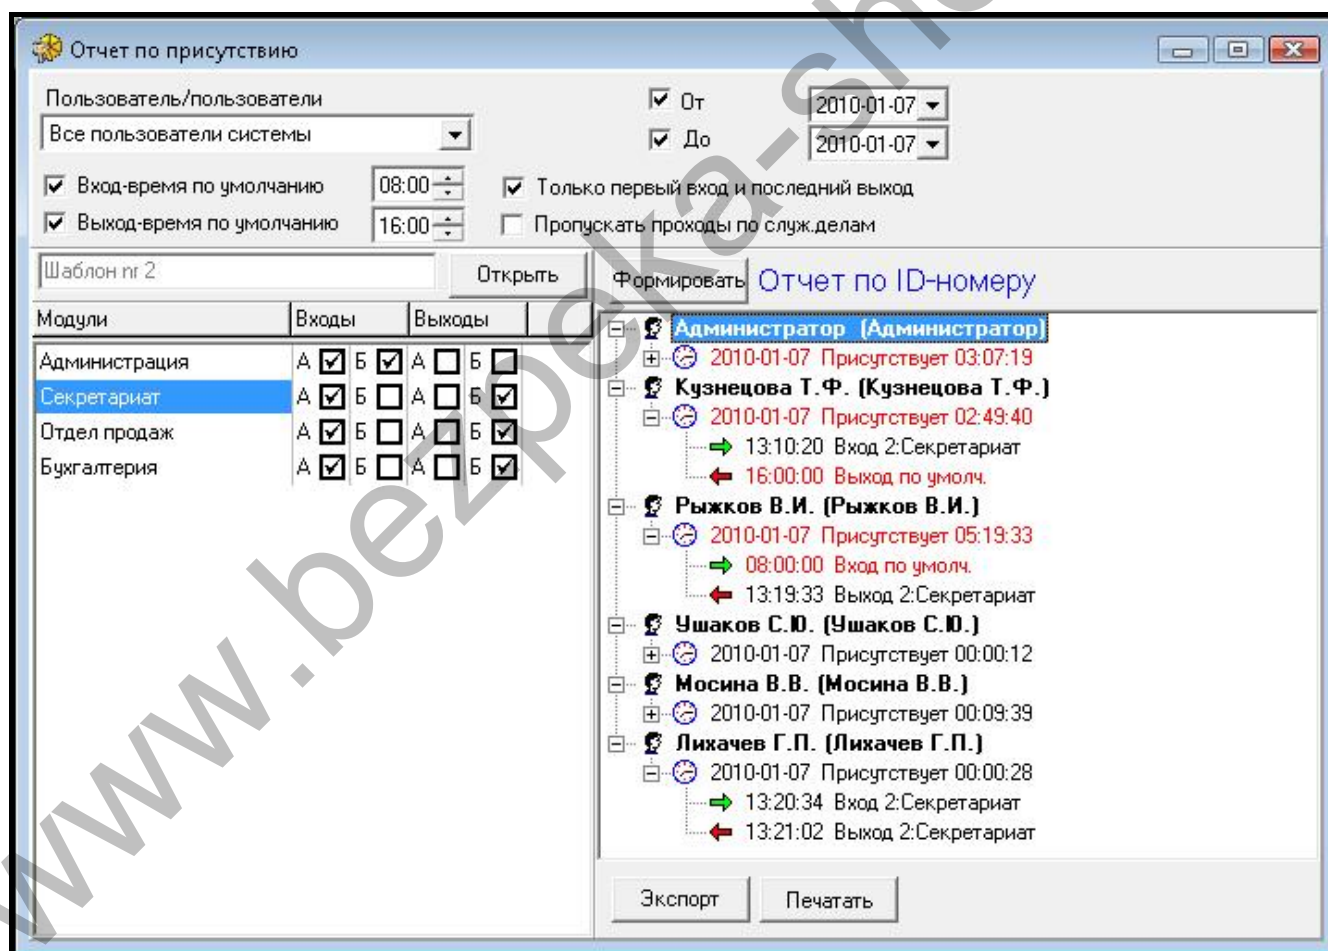 Отчет по присутствию
Пользователь/пользователи
Все пользователи системы
От 2010-01-07
До 2010-01-07
Вход-время по умолчанию 08:00 Только первый вход и последний выход
Выход-время по умолчанию 16:00 Пропускать проходы по служ.делам
Шаблон nr 2 Открыть Формировать Отчет по ID-номеру
Модули Входы Выходы
Администрация А Б А Б
Секретариат А Б А Б
Отдел продаж А Б А Б
Бухгалтерия А Б А Б
Администратор (Администратор)
2010-01-07 Присутствует 03:07:19
Кузнецова Т.Ф. (Кузнецова Т.Ф.)
2010-01-07 Присутствует 02:49:40
13:10:20 Вход 2:Секретариат
16:00:00 Выход по умолч.
Рыжков В.И. (Рыжков В.И.)
2010-01-07 Присутствует 05:19:33
08:00:00 Вход по умолч.
13:19:33 Выход 2:Секретариат
Ушаков С.Ю. (Ушаков С.Ю.)
2010-01-07 Присутствует 00:00:12
Мосина В.В. (Мосина В.В.)
2010-01-07 Присутствует 00:09:39
Лихачев Г.П. (Лихачев Г.П.)
2010-01-07 Присутствует 00:00:28
13:20:34 Вход 2:Секретариат
13:21:02 Выход 2:Секретариат
Экспорт Печатать
www.bezpeka-sho